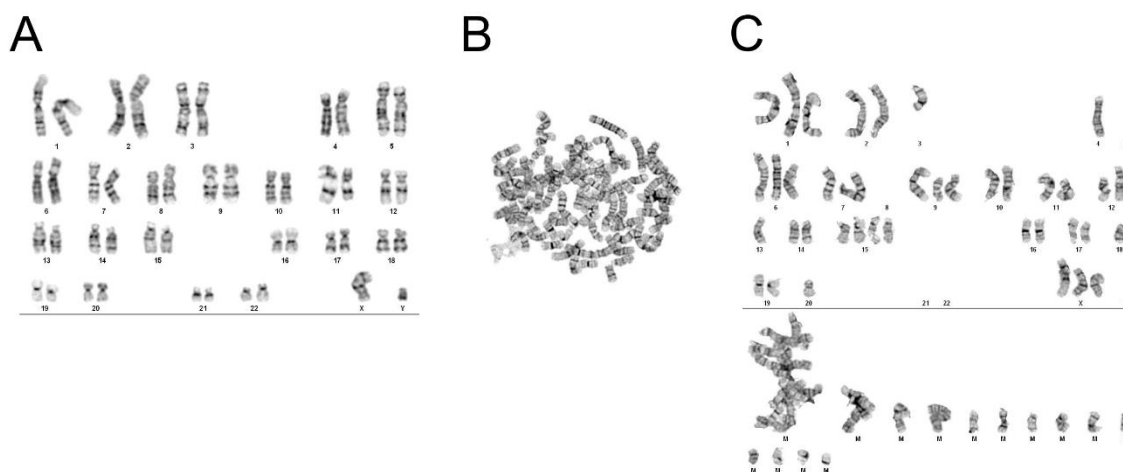 A
B
C
1 2 3 4 5
6 7 8 9 10 11 12
13 14 15 16 17 18
19 20 21 22 X Y
1 2 3 4
6 7 8 9 10 11 12
13 14 15 16 17 18
19 20 21 22 X
M M M M M M M M M
M M M M